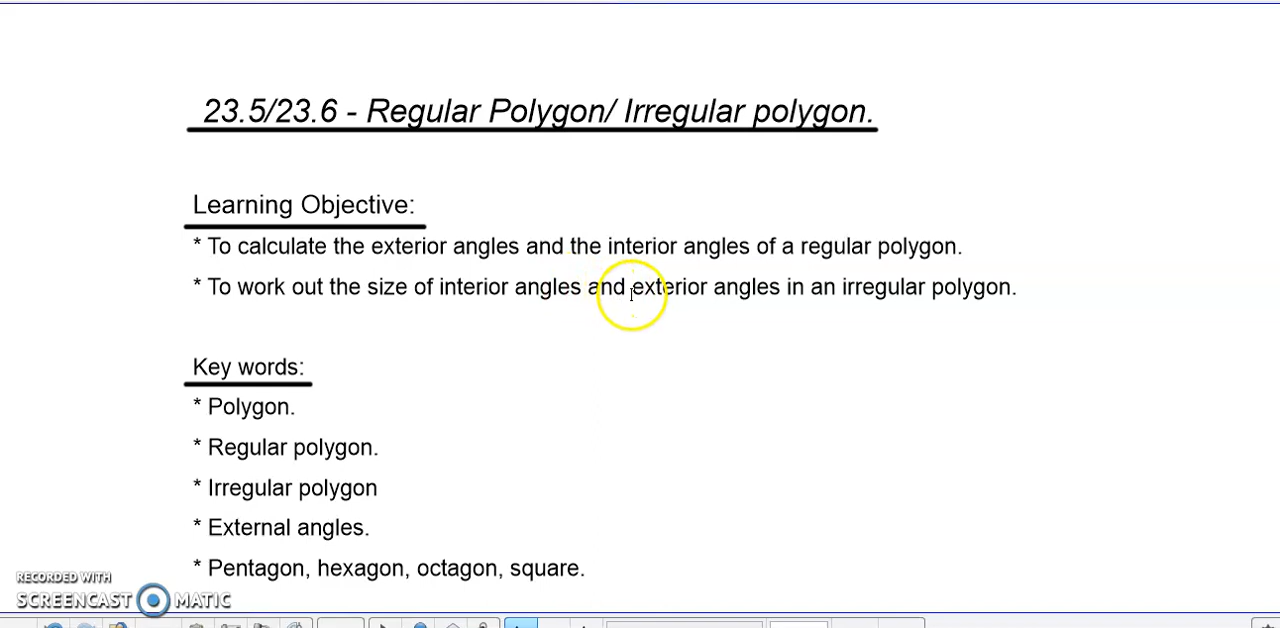 23.5/23.6 - Regular Polygon/ Irregular polygon.
Learning Objective:
* To calculate the exterior angles and the interior angles of a regular polygon.
* To work out the size of interior angles and exterior angles in an irregular polygon.
Key words:
* Polygon.
* Regular polygon.
* Irregular polygon
* External angles.
* Pentagon, hexagon, octagon, square.
RECORDED WITH
SCREENCAST MATIC